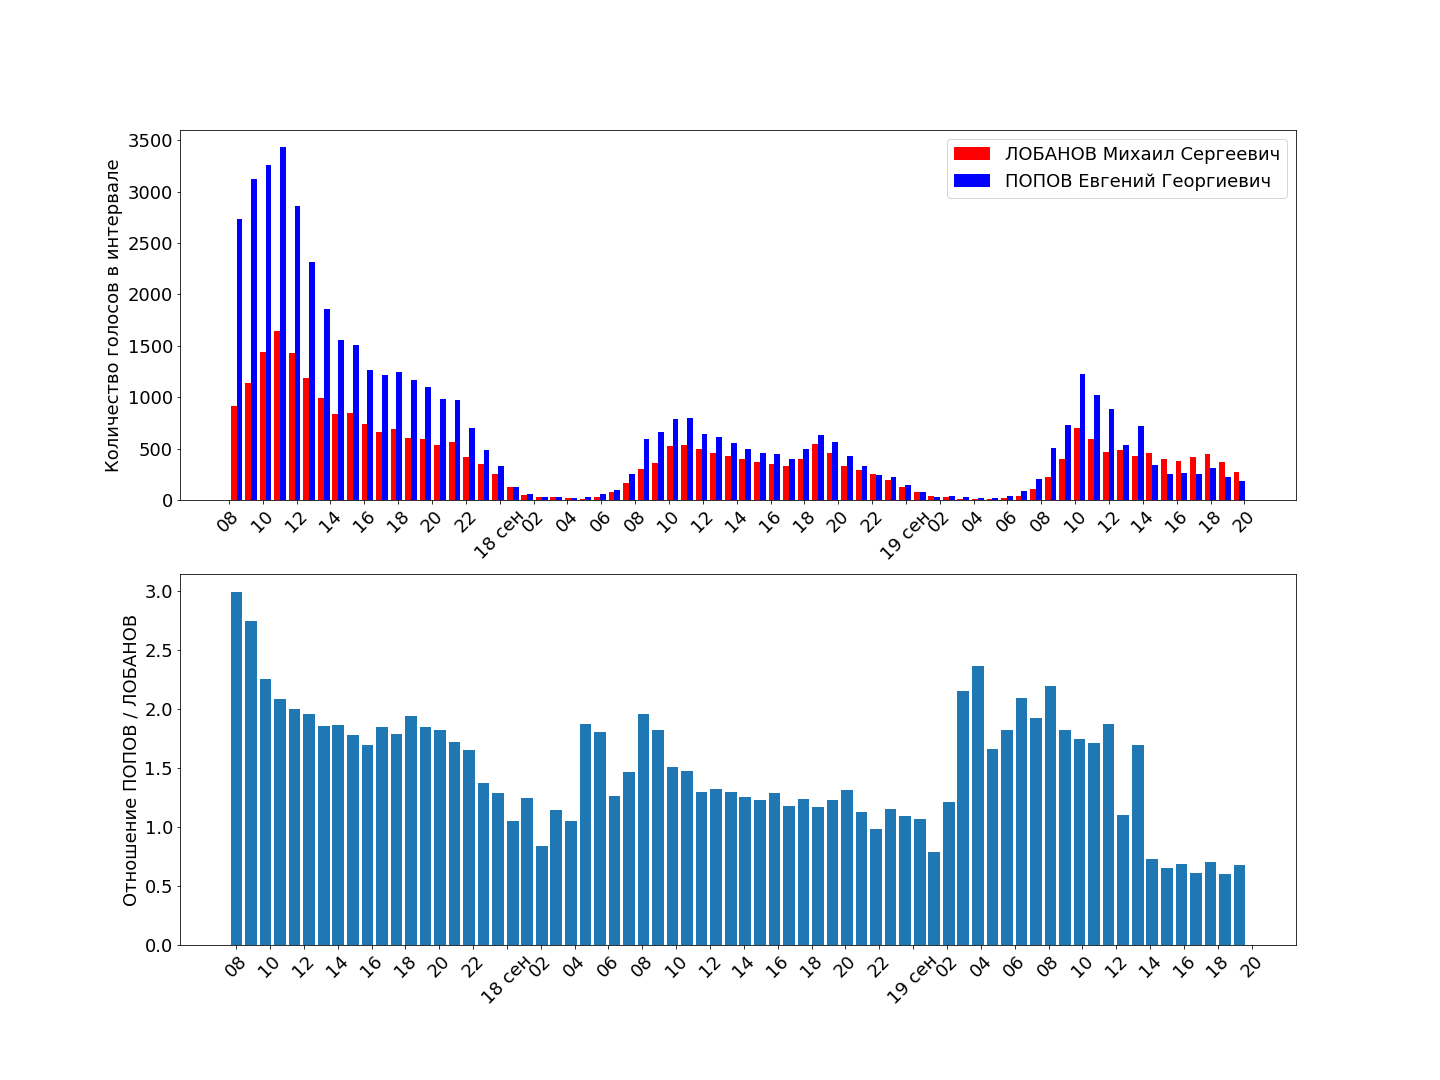 Количество голосов в интервале
3500
3000
2500
2000
1500
1000
500
0
ЛОБАНОВ Михаил Сергеевич
ПОПОВ Евгений Георгиевич
08 10 12 14 16 18 20 22 18 сен 02 04 06 08 10 12 14 16 18 20 22 19 сен 02 04 06 08 10 12 14 16 18 20
Отношение ПОПОВ / ЛОБАНОВ
3.0
2.5
2.0
1.5
1.0
0.5
0.0
08 10 12 14 16 18 20 22 18 сен 02 04 06 08 10 12 14 16 18 20 22 19 сен 02 04 06 08 10 12 14 16 18 20